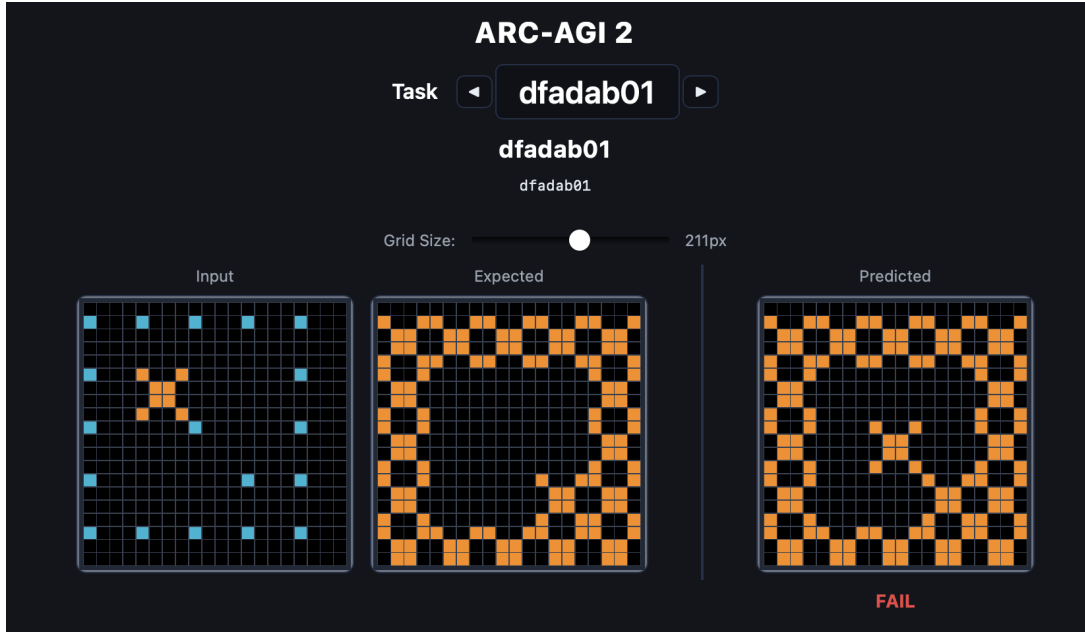 ARC-AGI 2
Task ◄ dfadab01 ►
dfadab01
dfadab01
Grid Size: 211px
Input Expected Predicted
FAIL